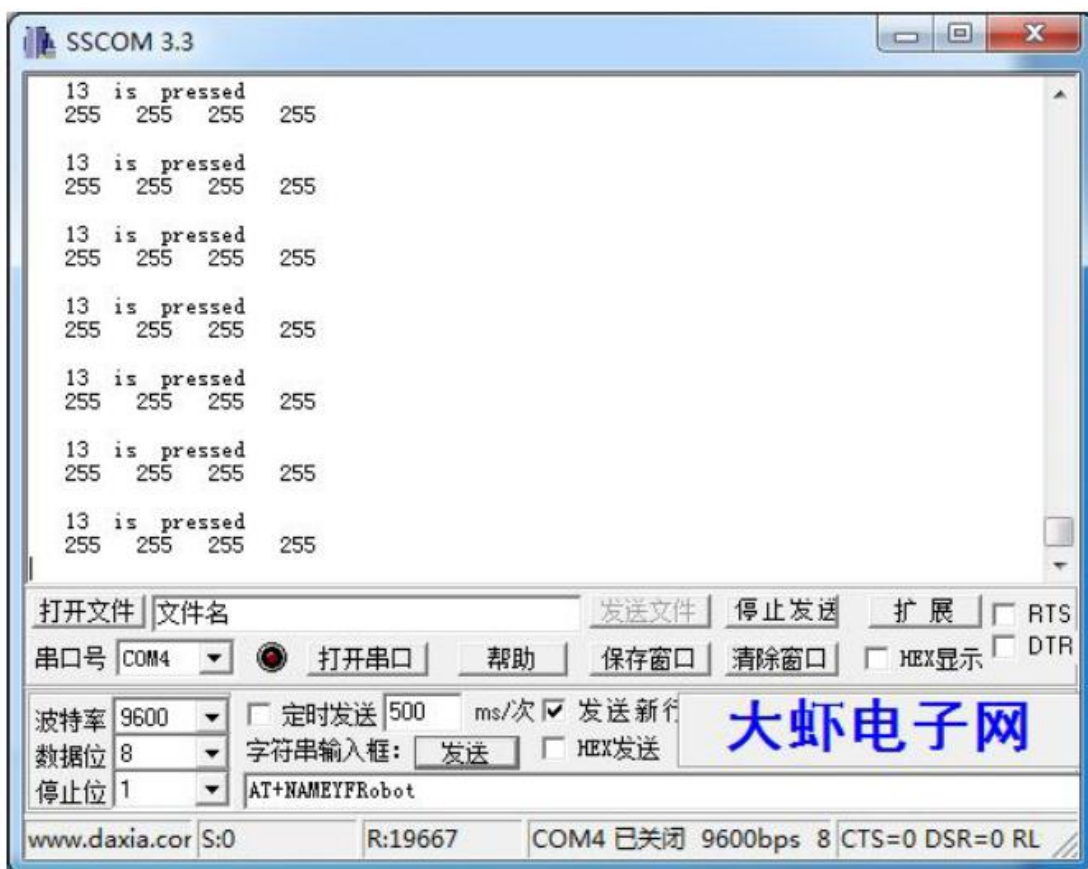 SSCOM 3.3
13 is pressed
255 255 255 255
13 is pressed
255 255 255 255
13 is pressed
255 255 255 255
13 is pressed
255 255 255 255
13 is pressed
255 255 255 255
13 is pressed
255 255 255 255
13 is pressed
255 255 255 255
打开文件 文件名 发送文件 停止发送 扩展 RTS
串口号 COM4 打开串口 帮助 保存窗口 清除窗口 HEX显示 DTR
波特率 9600 定时发送 500 ms/次 发送新行 大虾电子网
数据位 8 字符串输入框: 发送 HEX发送
停止位 1 AT+NAMEYFRobot
www.daxia.cor S:0 R:19667 COM4 已关闭 9600bps 8 CTS=0 DSR=0 RL